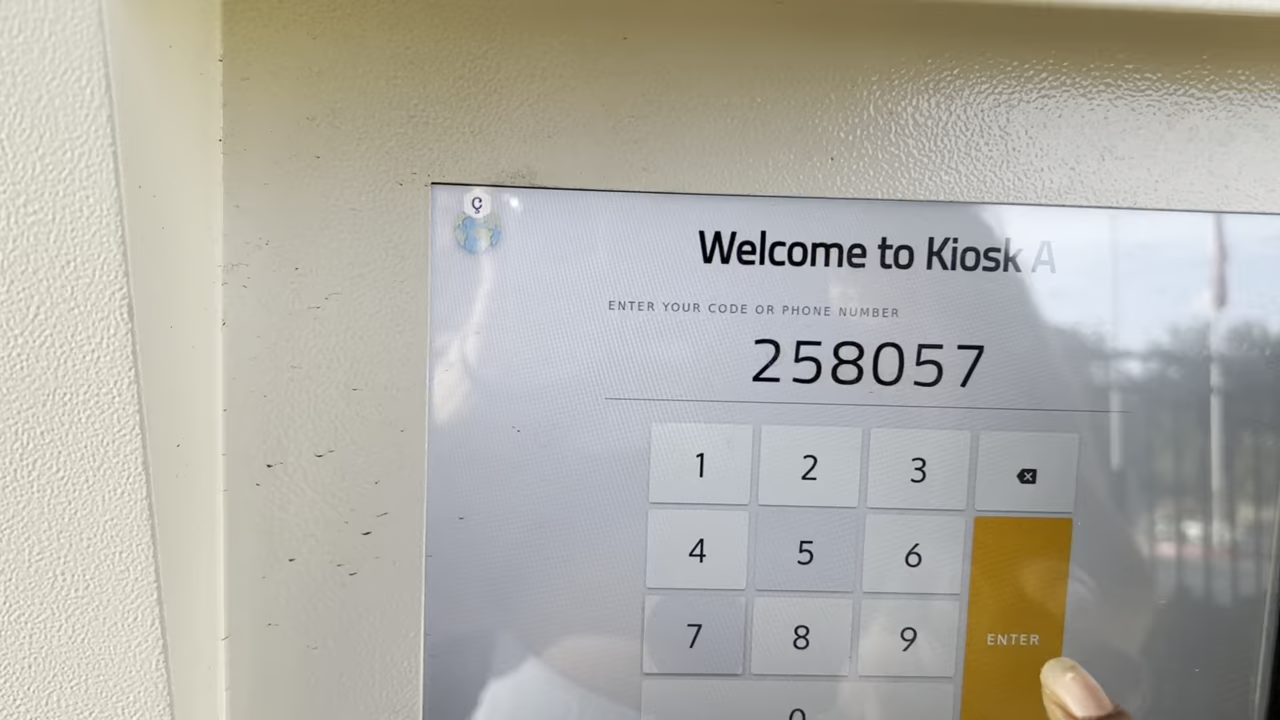 Ç
Welcome to Kiosk A
ENTER YOUR CODE OR PHONE NUMBER
258057
1 2 3
4 5 6
7 8 9
ENTER
0